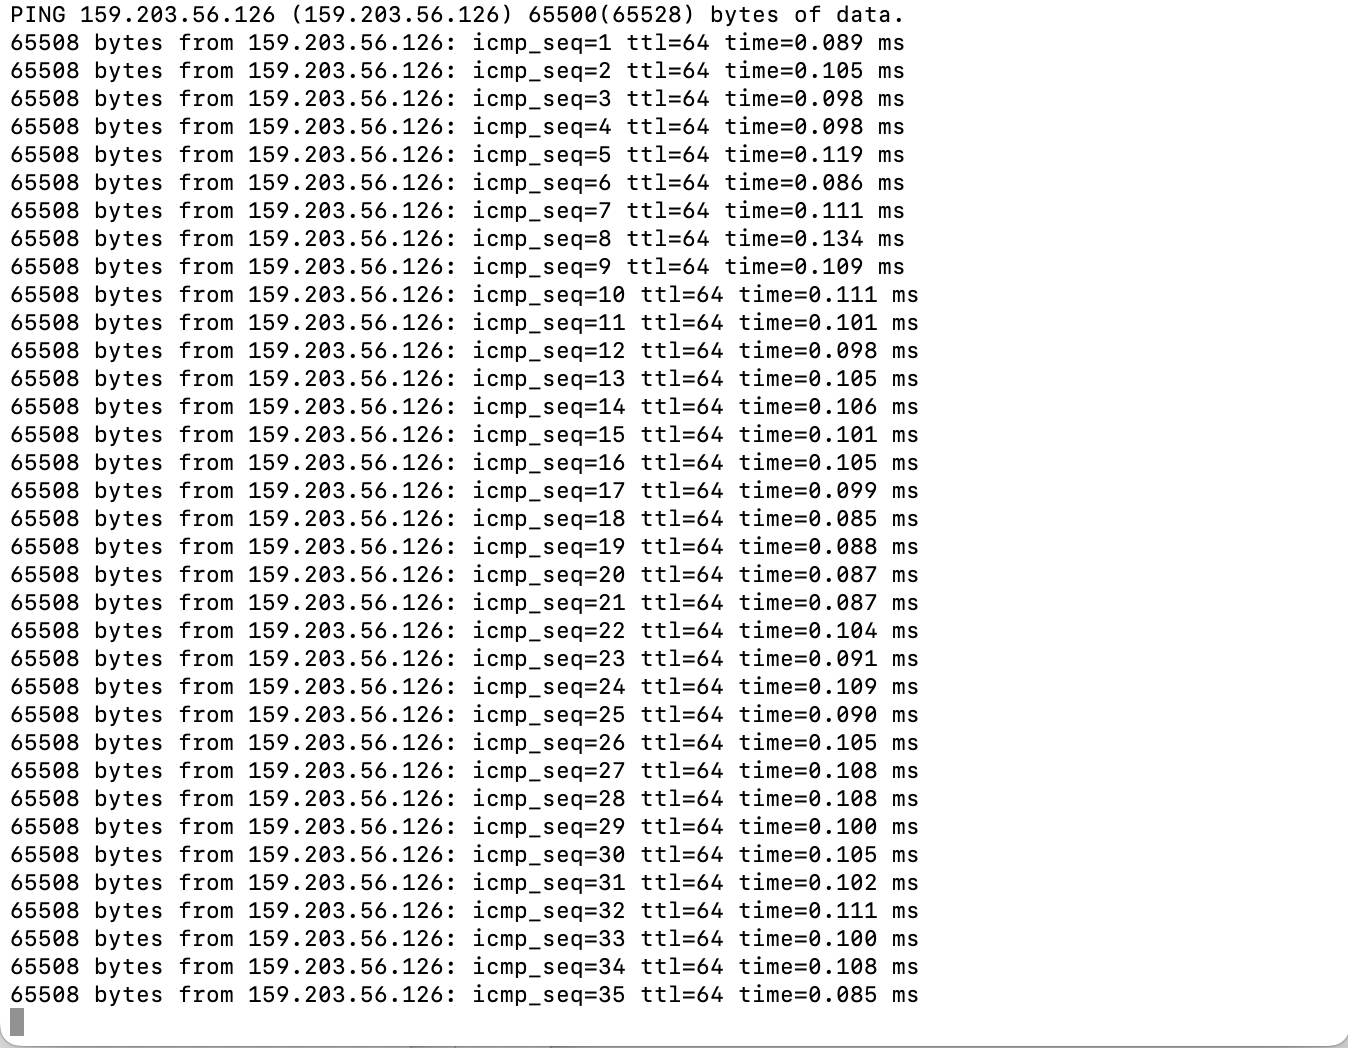 PING 159.203.56.126 (159.203.56.126) 65500(65528) bytes of data.
65508 bytes from 159.203.56.126: icmp_seq=1 ttl=64 time=0.089 ms
65508 bytes from 159.203.56.126: icmp_seq=2 ttl=64 time=0.105 ms
65508 bytes from 159.203.56.126: icmp_seq=3 ttl=64 time=0.098 ms
65508 bytes from 159.203.56.126: icmp_seq=4 ttl=64 time=0.098 ms
65508 bytes from 159.203.56.126: icmp_seq=5 ttl=64 time=0.119 ms
65508 bytes from 159.203.56.126: icmp_seq=6 ttl=64 time=0.086 ms
65508 bytes from 159.203.56.126: icmp_seq=7 ttl=64 time=0.111 ms
65508 bytes from 159.203.56.126: icmp_seq=8 ttl=64 time=0.134 ms
65508 bytes from 159.203.56.126: icmp_seq=9 ttl=64 time=0.109 ms
65508 bytes from 159.203.56.126: icmp_seq=10 ttl=64 time=0.111 ms
65508 bytes from 159.203.56.126: icmp_seq=11 ttl=64 time=0.101 ms
65508 bytes from 159.203.56.126: icmp_seq=12 ttl=64 time=0.098 ms
65508 bytes from 159.203.56.126: icmp_seq=13 ttl=64 time=0.105 ms
65508 bytes from 159.203.56.126: icmp_seq=14 ttl=64 time=0.106 ms
65508 bytes from 159.203.56.126: icmp_seq=15 ttl=64 time=0.101 ms
65508 bytes from 159.203.56.126: icmp_seq=16 ttl=64 time=0.105 ms
65508 bytes from 159.203.56.126: icmp_seq=17 ttl=64 time=0.099 ms
65508 bytes from 159.203.56.126: icmp_seq=18 ttl=64 time=0.085 ms
65508 bytes from 159.203.56.126: icmp_seq=19 ttl=64 time=0.088 ms
65508 bytes from 159.203.56.126: icmp_seq=20 ttl=64 time=0.087 ms
65508 bytes from 159.203.56.126: icmp_seq=21 ttl=64 time=0.087 ms
65508 bytes from 159.203.56.126: icmp_seq=22 ttl=64 time=0.104 ms
65508 bytes from 159.203.56.126: icmp_seq=23 ttl=64 time=0.091 ms
65508 bytes from 159.203.56.126: icmp_seq=24 ttl=64 time=0.109 ms
65508 bytes from 159.203.56.126: icmp_seq=25 ttl=64 time=0.090 ms
65508 bytes from 159.203.56.126: icmp_seq=26 ttl=64 time=0.105 ms
65508 bytes from 159.203.56.126: icmp_seq=27 ttl=64 time=0.108 ms
65508 bytes from 159.203.56.126: icmp_seq=28 ttl=64 time=0.108 ms
65508 bytes from 159.203.56.126: icmp_seq=29 ttl=64 time=0.100 ms
65508 bytes from 159.203.56.126: icmp_seq=30 ttl=64 time=0.105 ms
65508 bytes from 159.203.56.126: icmp_seq=31 ttl=64 time=0.102 ms
65508 bytes from 159.203.56.126: icmp_seq=32 ttl=64 time=0.111 ms
65508 bytes from 159.203.56.126: icmp_seq=33 ttl=64 time=0.100 ms
65508 bytes from 159.203.56.126: icmp_seq=34 ttl=64 time=0.108 ms
65508 bytes from 159.203.56.126: icmp_seq=35 ttl=64 time=0.085 ms